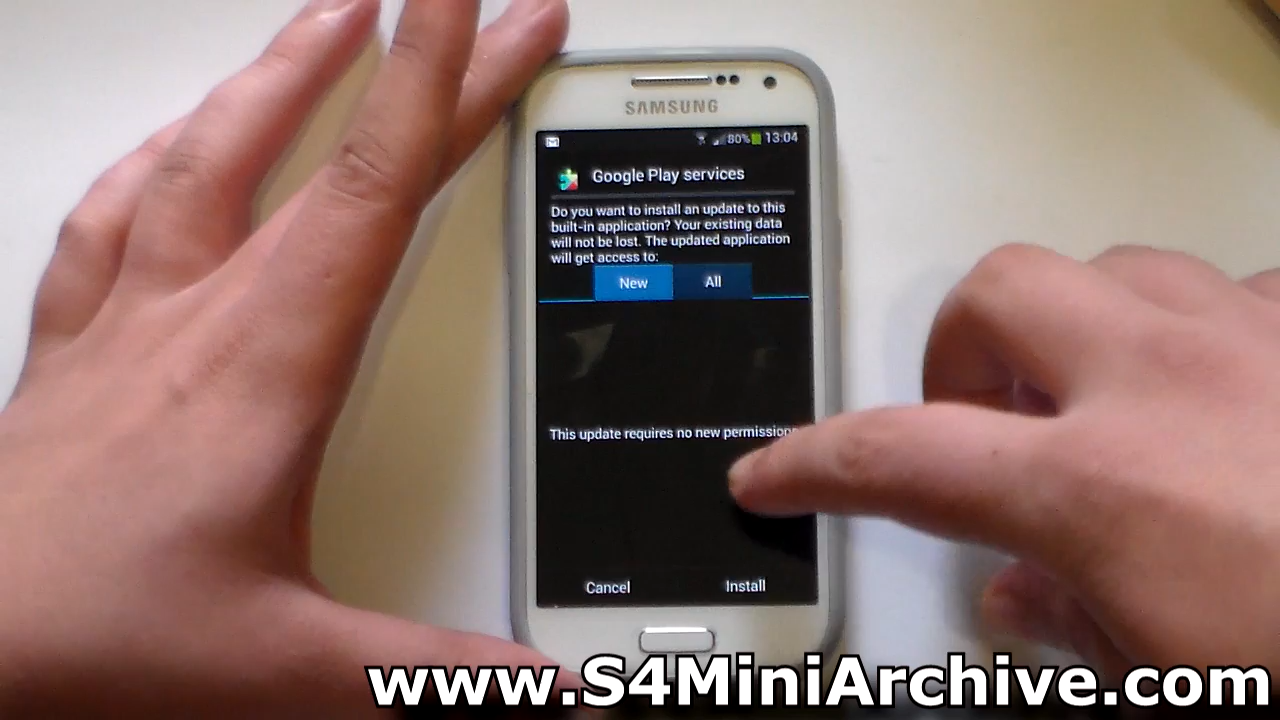 SAMSUNG
80% 13:04
Google Play services
Do you want to install an update to this
built-in application? Your existing data
will not be lost. The updated application
will get access to:
New All
This update requires no new permissions
Cancel Install
www.S4MiniArchive.com